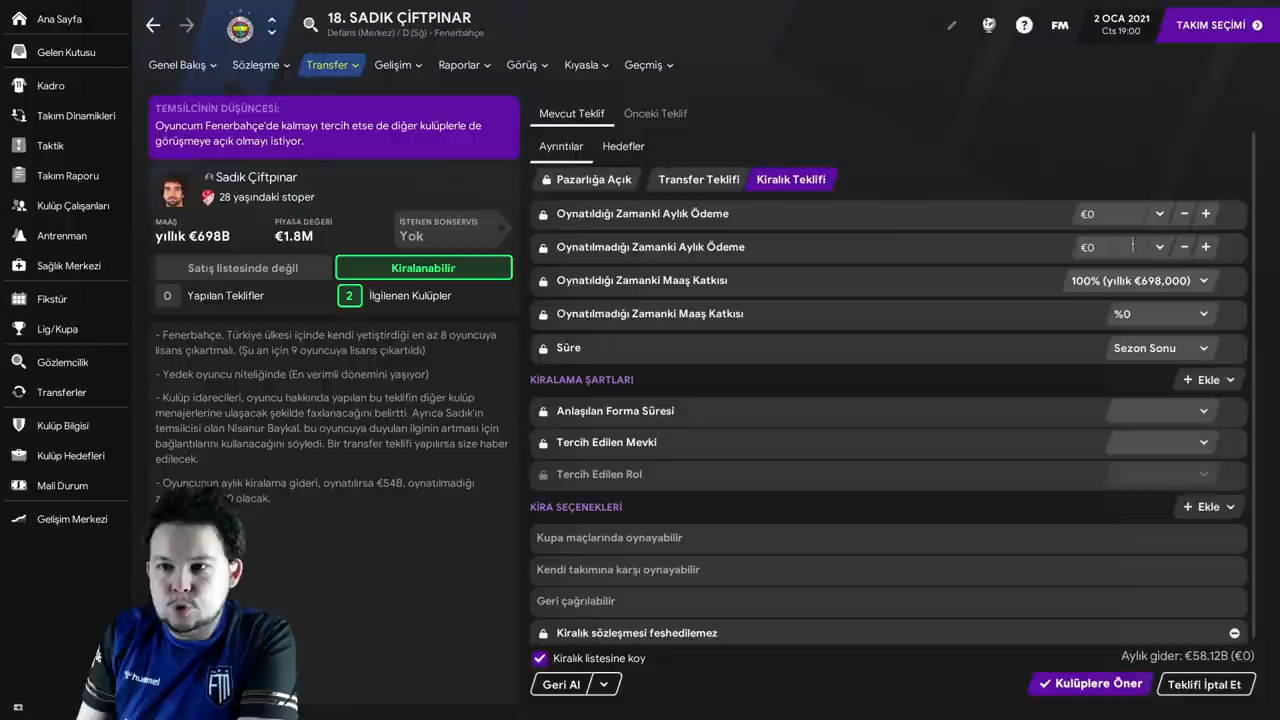 Ana Sayfa
Gelen Kutusu
Kadro
Takım Dinamikleri
Taktik
Takım Raporu
Kulüp Çalışanları
Antrenman
Sağlık Merkezi
Fikstür
Lig/Kupa
Gözlemcilik
Transferler
Kulüp Bilgisi
Kulüp Hedefleri
Mali Durum
Gelişim Merkezi
18. SADIK ÇİFTPINAR
Defans (Merkez) / D (Sğ) - Fenerbahçe
FM
2 OCA 2021
Cts 19:00
TAKIM SEÇİMİ
Genel Bakış
Sözleşme
Transfer
Gelişim
Raporlar
Görüş
Kıyasla
Geçmiş
TEMSİLCİNİN DÜŞÜNCESİ:
Oyuncum Fenerbahçe'de kalmayı tercih etse de diğer kulüplerle de
görüşmeye açık olmayı istiyor.
Sadık Çiftpınar
28 yaşındaki stoper
MAAŞ
yıllık €698B
PİYASA DEĞERİ
€1.8M
İSTENEN BONSERVİS
Yok
Satış listesinde değil
Kiralanabilir
0 Yapılan Teklifler
2 İlgilenen Kulüpler
- Fenerbahçe, Türkiye ülkesi içinde kendi yetiştirdiği en az 8 oyuncuya
lisans çıkartmalı. (Şu an için 9 oyuncuya lisans çıkartıldı)
- Yedek oyuncu niteliğinde (En verimli dönemini yaşıyor)
- Kulüp idarecileri, oyuncu hakkında yapılan bu teklifin diğer kulüp
menajerlerine ulaşacak şekilde faxlanacağını belirtti. Ayrıca Sadık'ın
temsilcisi olan Nisanur Baykal, bu oyuncuya duyulan ilginin artması için
bağlantılarını kullanacağını söyledi. Bir transfer teklifi yapılırsa size haber
edilecek.
- Oyuncunun aylık kiralama gideri, oynatılırsa €54B, oynatılmadığı
olacak.
Mevcut Teklif
Önceki Teklif
Ayrıntılar
Hedefler
Pazarlığa Açık
Transfer Teklifi
Kiralık Teklifi
Oynatıldığı Zamanki Aylık Ödeme €0
Oynatılmadığı Zamanki Aylık Ödeme €0
Oynatıldığı Zamanki Maaş Katkısı 100% (yıllık €698,000)
Oynatılmadığı Zamanki Maaş Katkısı %0
Süre Sezon Sonu
KİRALAMA ŞARTLARI + Ekle
Anlaşılan Forma Süresi
Tercih Edilen Mevki
Tercih Edilen Rol
KİRA SEÇENEKLERİ + Ekle
Kupa maçlarında oynayabilir
Kendi takımına karşı oynayabilir
Geri çağrılabilir
Kiralık sözleşmesi feshedilemez
Kiralık listesine koy
Aylık gider: €58.12B (€0)
Geri Al
Kulüplere Öner
Teklifi İptal Et
hummel